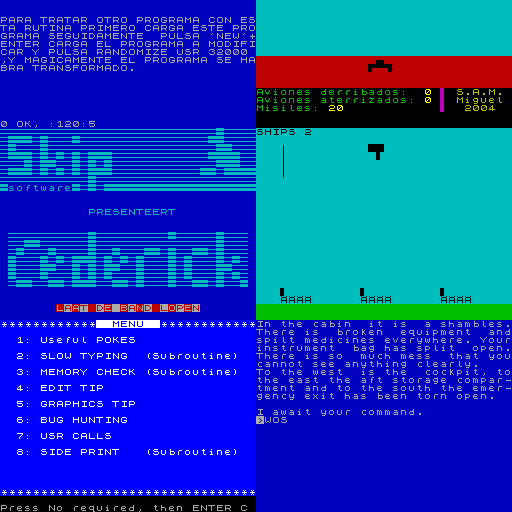 PARA TRATAR OTRO PROGRAMA CON ES
TA RUTINA PRIMERO CARGA ESTE PRO
GRAMA SEGUIDAMENTE  PULSA 'NEW'+
ENTER CARGA EL PROGRAMA A MODIFI
CAR Y PULSA RANDOMIZE USR 32000
,Y MAGICAMENTE EL PROGRAMA SE HA
BRA TRANSFORMADO.
0 OK, :120:5
Skip
software
PRESENTEERT
Cederick
LAAT DE BAND LOPEN
Aviones derribados: 0 S.A.M.
Aviones aterrizados: 0 Miguel
Misiles: 20 2004
SHIPS 2
MENU
1: Useful POKES
2: SLOW TYPING (Subroutine)
3: MEMORY CHECK (Subroutine)
4: EDIT TIP
5: GRAPHICS TIP
6: BUG HUNTING
7: USR CALLS
8: SIDE PRINT (Subroutine)
Press No required, then ENTER C
In the cabin it is a shambles.
There is broken equipment and
spilt medicines everywhere. Your
instrument bag has split open.
There is so much mess that you
cannot see anything clearly.
To the west is the cockpit, to
the east the aft storage compar-
tment and to the south the emer-
gency exit has been torn open.
I await your command.
>WOS